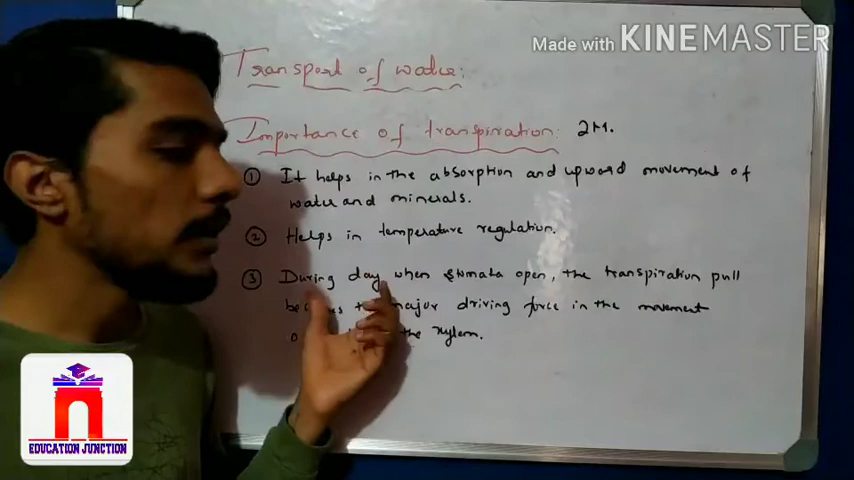 Made with KINEMASTER
Transport of water:
Importance of transpiration: 2M.
① It helps in the absorption and upward movement of
water and minerals.
② Helps in temperature regulation.
③ During day when stomata open, the transpiration pull
major driving force in the movement
the xylem.
EDUCATION JUNCTION